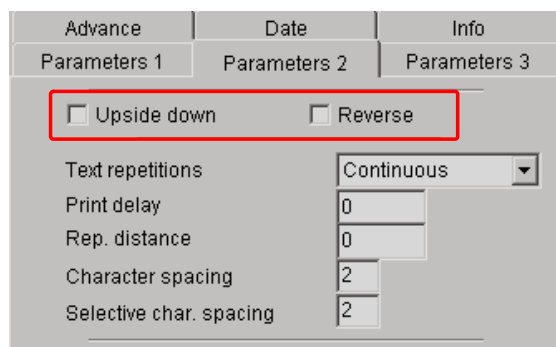 Advance Date Info
Parameters 1 Parameters 2 Parameters 3
Upside down Reverse
Text repetitions Continuous
Print delay 0
Rep. distance 0
Character spacing 2
Selective char. spacing 2